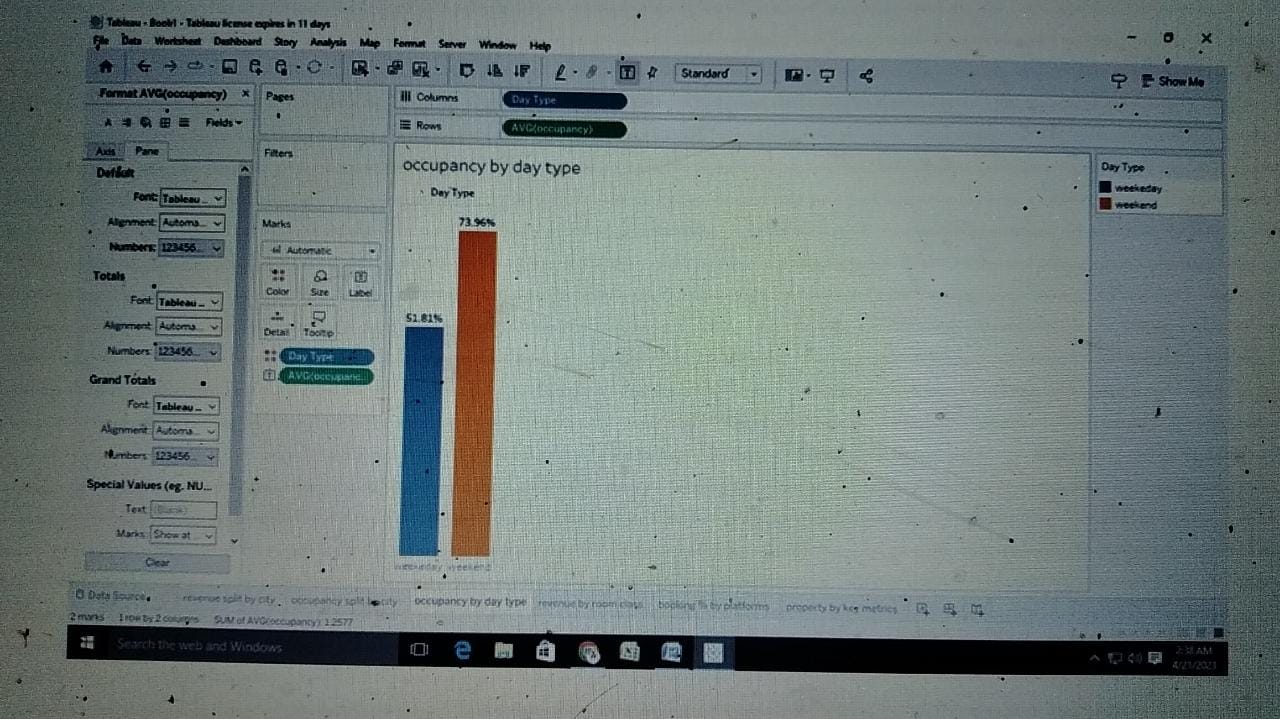 Tableau - Book1 - Tableau license expires in 11 days
File Data Worksheet Dashboard Story Analysis Map Format Server Window Help
Standard
Show Me
Format AVG(occupancy) ×
Fields
Axis Pane
Default
Font: Tableau ...
Alignment: Automa...
Numbers: 123456...
Totals
Font: Tableau ...
Alignment: Automa...
Numbers: 123456...
Grand Totals
Font: Tableau ...
Alignment: Automa...
Numbers: 123456...
Special Values (eg. NU...
Text: (Blank)
Marks: Show at ...
Clear
Pages
Filters
Marks
Automatic
Color Size Label
Detail Tooltip
Day Type
AVG(occupanc..
Columns Day Type
Rows AVG(occupancy)
occupancy by day type
Day Type
73.96%
51.81%
weekeday weekend
Day Type
weekeday
weekend
Data Source revenue split by city occupancy split by city occupancy by day type revenue by room class booking % by platforms property by key metrics
2 marks 1 row by 2 columns SUM of AVG(occupancy): 1.2577
Search the web and Windows
2:38 AM